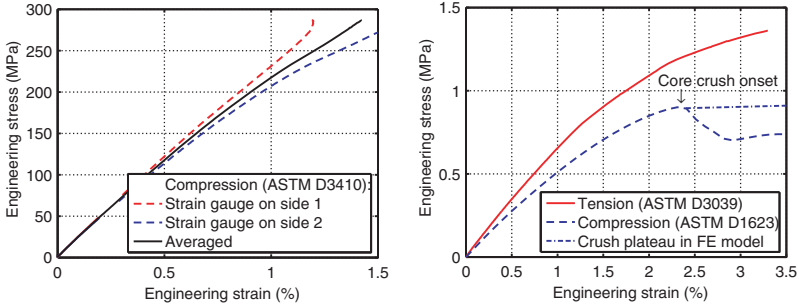 300
250
200
150
100
50
0
Engineering stress (MPa)
Compression (ASTM D3410):
Strain gauge on side 1
Strain gauge on side 2
Averaged
0
0.5
1
1.5
Engineering strain (%)
1.5
1
0.5
0
Engineering stress (MPa)
Core crush onset
Tension (ASTM D3039)
Compression (ASTM D1623)
Crush plateau in FE model
0
0.5
1
1.5
2
2.5
3
3.5
Engineering strain (%)